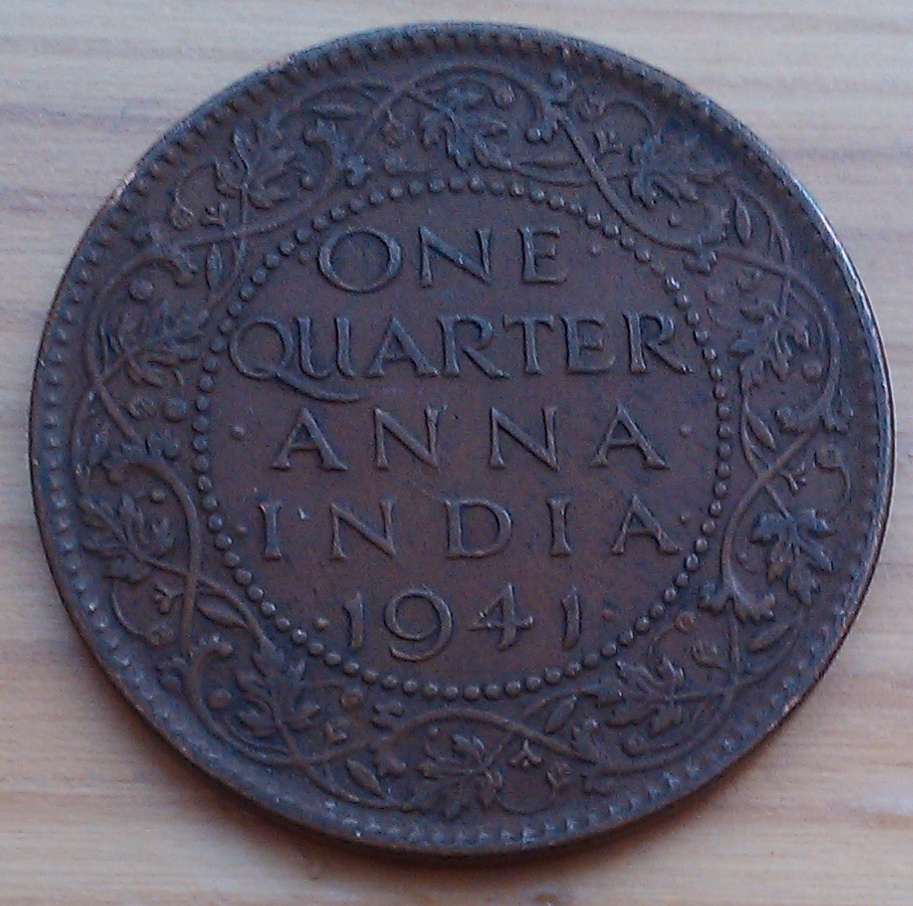 ONE
QUARTER
ANNA
INDIA
1941